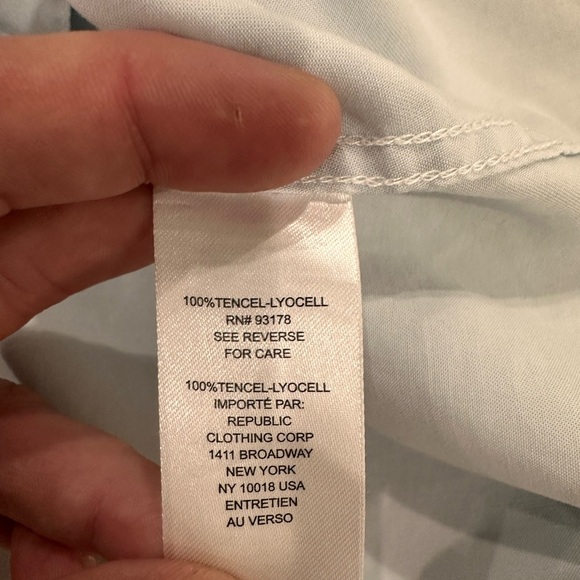 100%TENCEL-LYOCELL
RN# 93178
SEE REVERSE
FOR CARE
100%TENCEL-LYOCELL
IMPORTÉ PAR:
REPUBLIC
CLOTHING CORP
1411 BROADWAY
NEW YORK
NY 10018 USA
ENTRETIEN
AU VERSO